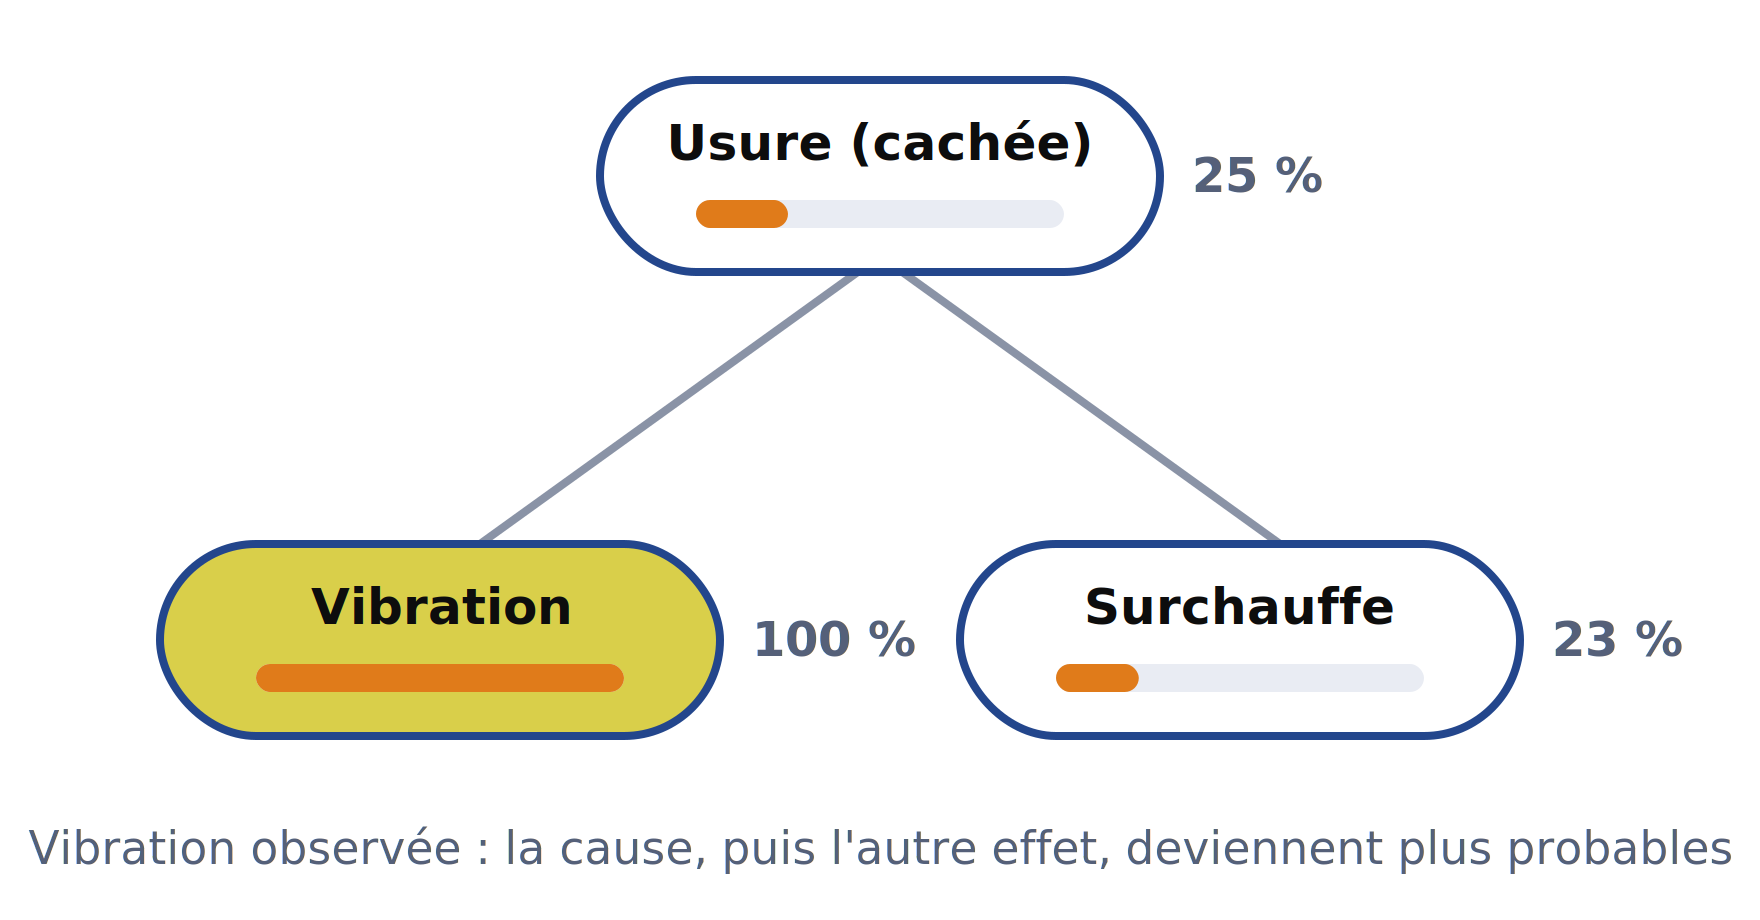 Usure (cachée)
25 %
Vibration
100 %
Surchauffe
23 %
Vibration observée : la cause, puis l'autre effet, deviennent plus probables